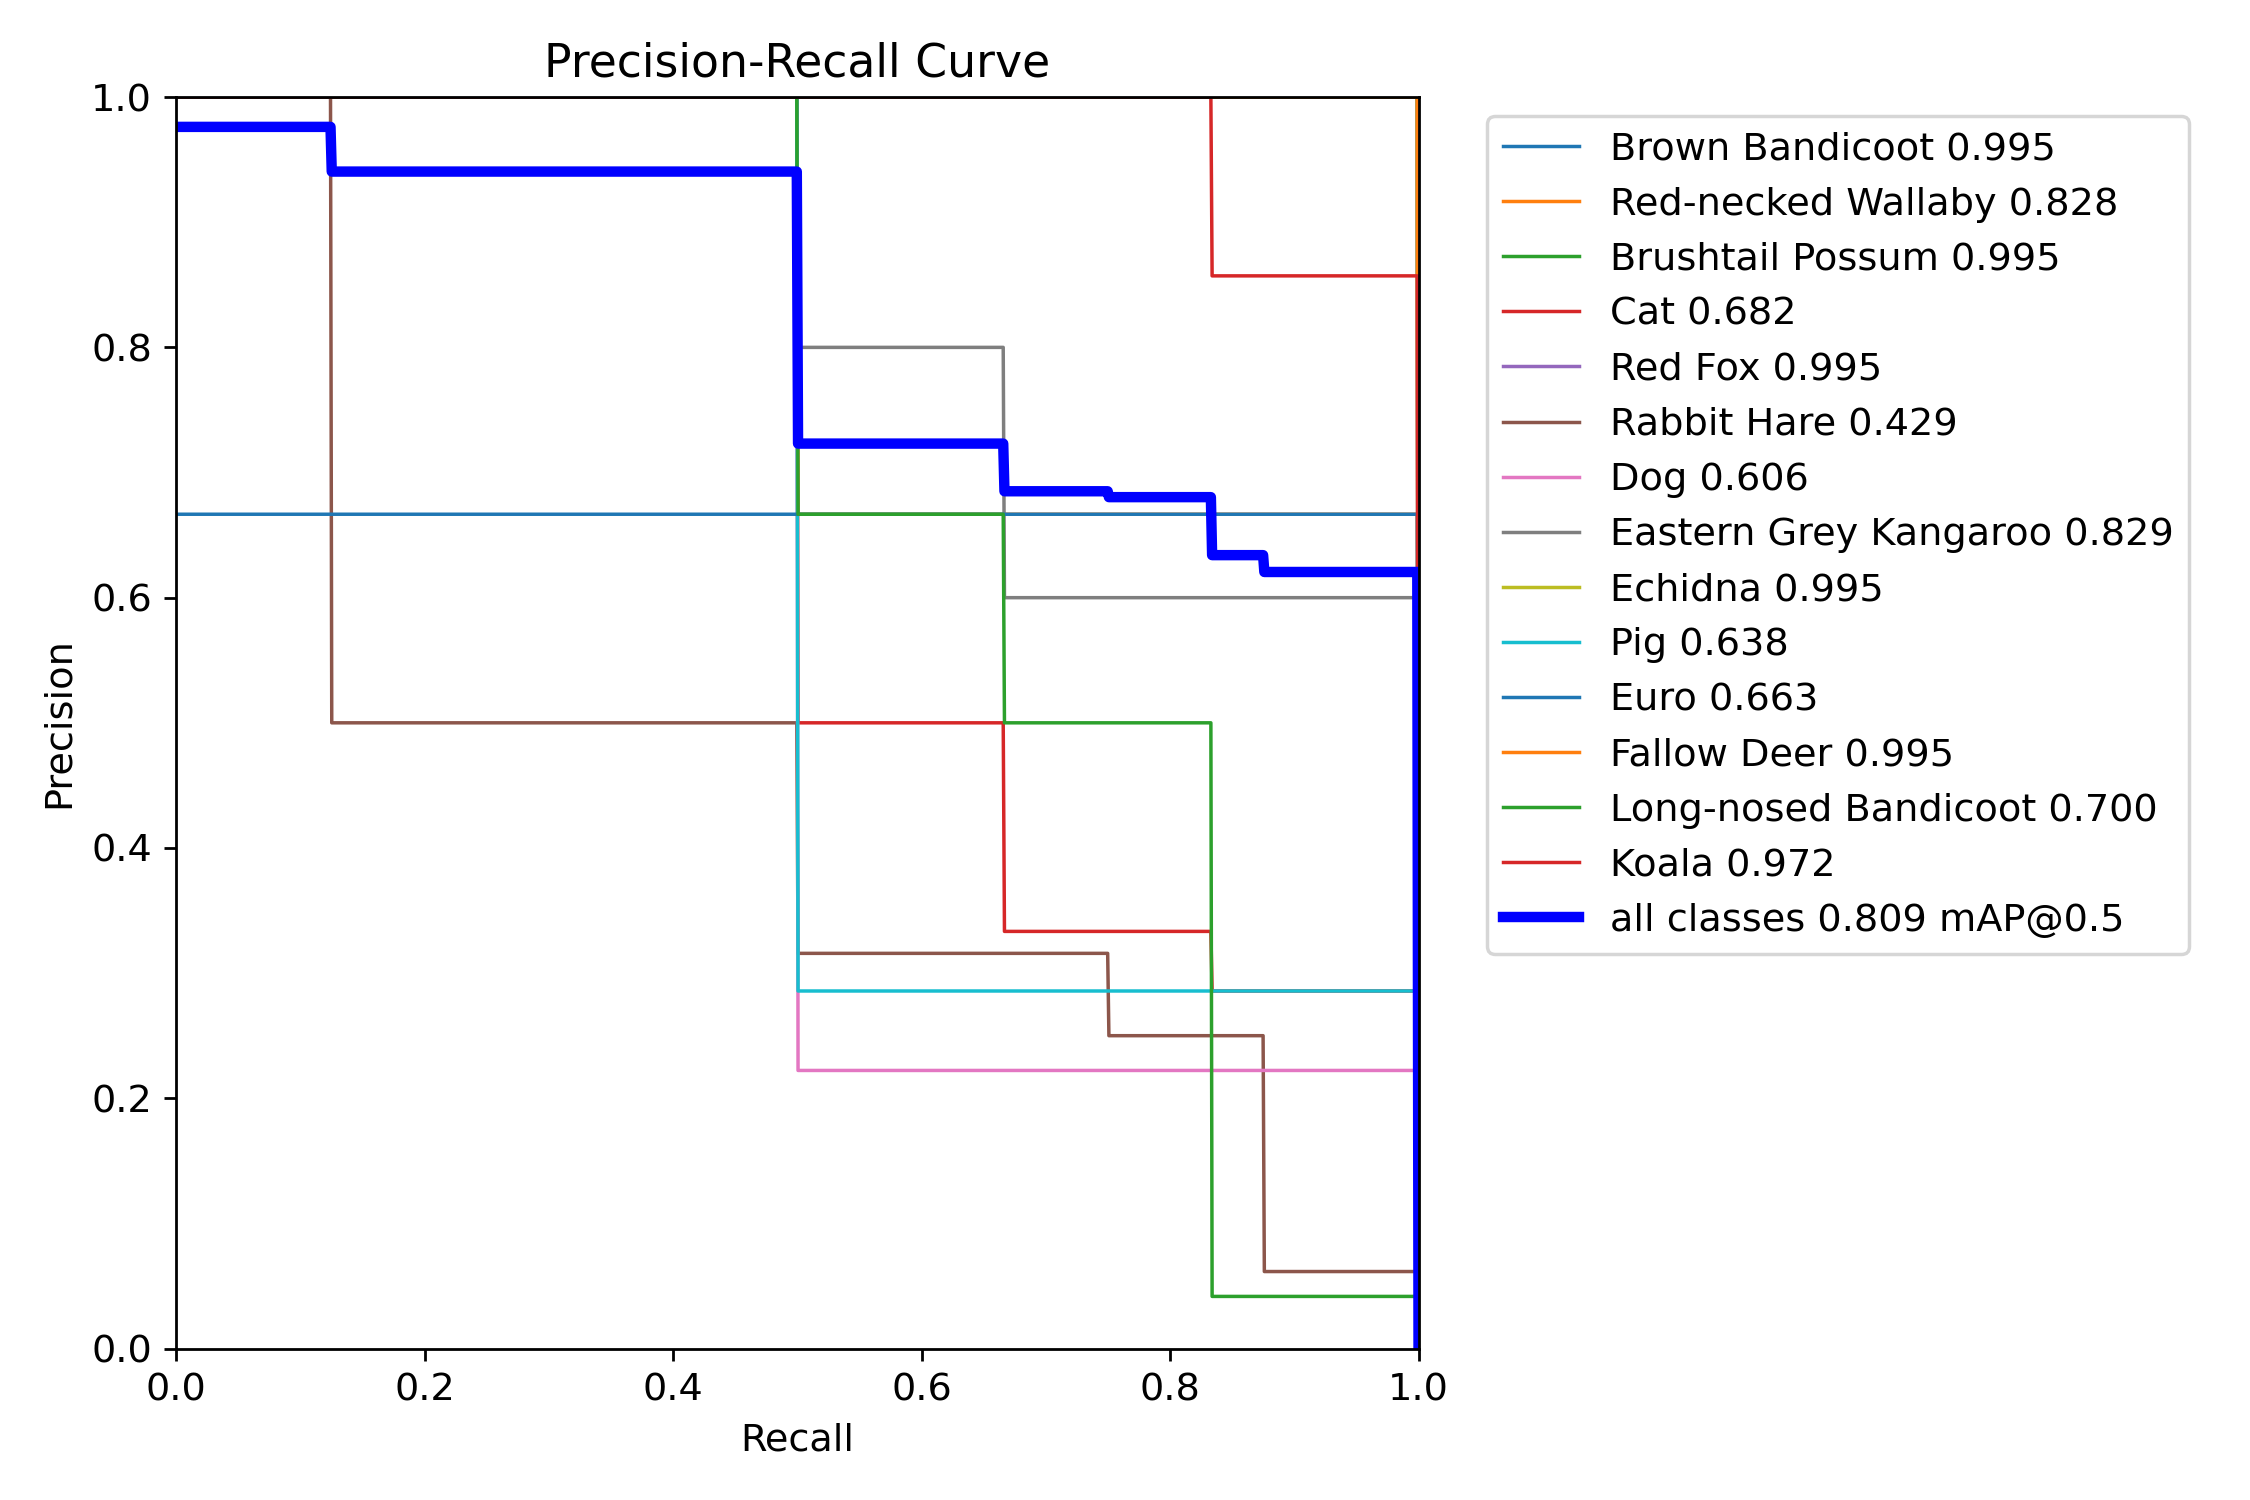 Precision-Recall Curve
1.0
0.8
0.6
0.4
0.2
0.0
Precision
0.0 0.2 0.4 0.6 0.8 1.0
Recall
Brown Bandicoot 0.995
Red-necked Wallaby 0.828
Brushtail Possum 0.995
Cat 0.682
Red Fox 0.995
Rabbit Hare 0.429
Dog 0.606
Eastern Grey Kangaroo 0.829
Echidna 0.995
Pig 0.638
Euro 0.663
Fallow Deer 0.995
Long-nosed Bandicoot 0.700
Koala 0.972
all classes 0.809 mAP@0.5